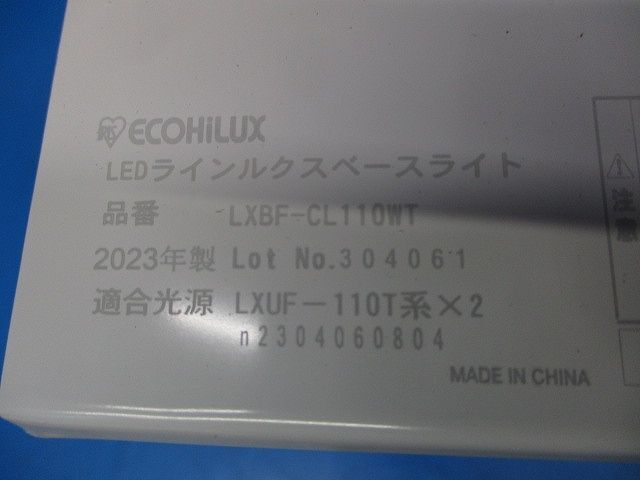 ECOHiLUX
LEDラインルクスベースライト
品番 LXBF-CL110WT
2023年製 Lot No.304061
適合光源 LXUF-110T系×2
n2304060804
MADE IN CHINA
注意